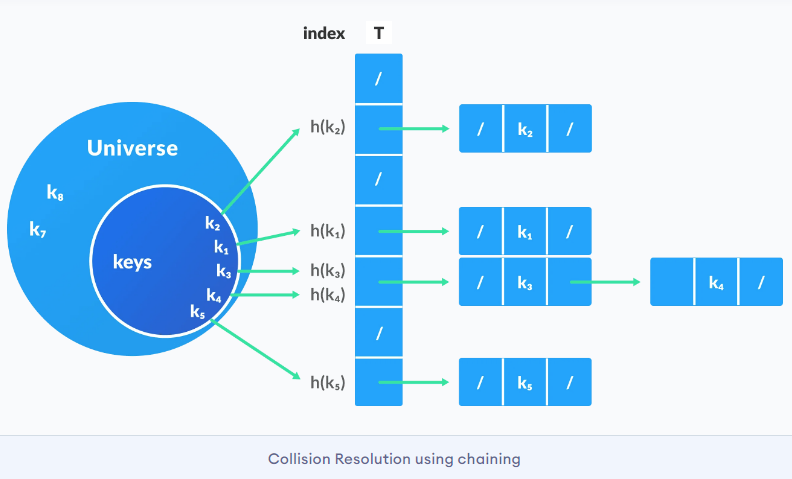 index T
/
h(k₂) / k₂ /
Universe
/
k₈
k₂
k₇
h(k₁) / k₁ /
k₁
keys
k₃
h(k₃)
/ k₃
k₄ /
k₄
h(k₄)
k₅
/
h(k₅) / k₅ /
Collision Resolution using chaining